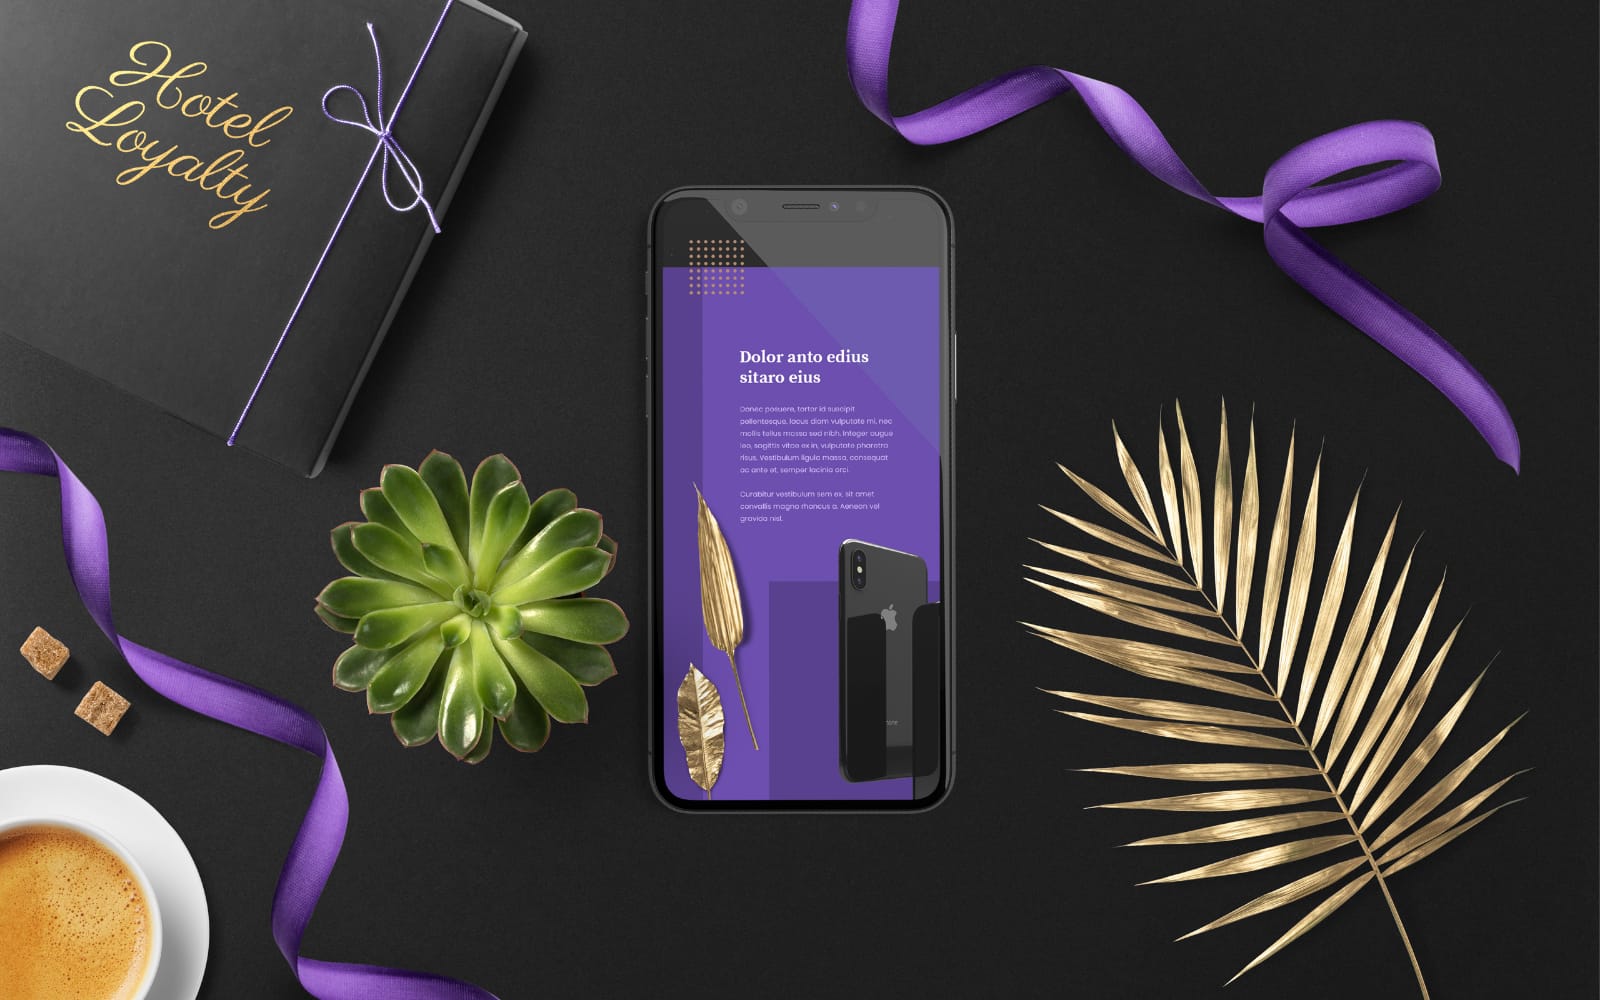 Hotel
Loyalty
Dolor anto edius
sitaro eius
Donec posuere, tortor id suscipit
pellentesque, lacus diam vulputate mi, nec
mollis tellus massa sed nibh. Integer augue
leo, sagittis vitae ex in, vulputate pharetra
risus. Vestibulum ligula massa, consequat
ac ante et, semper lacinia orci.
Curabitur vestibulum sem ex, sit amet
convallis magna rhoncus a. Aenean vel
gravida nisl.